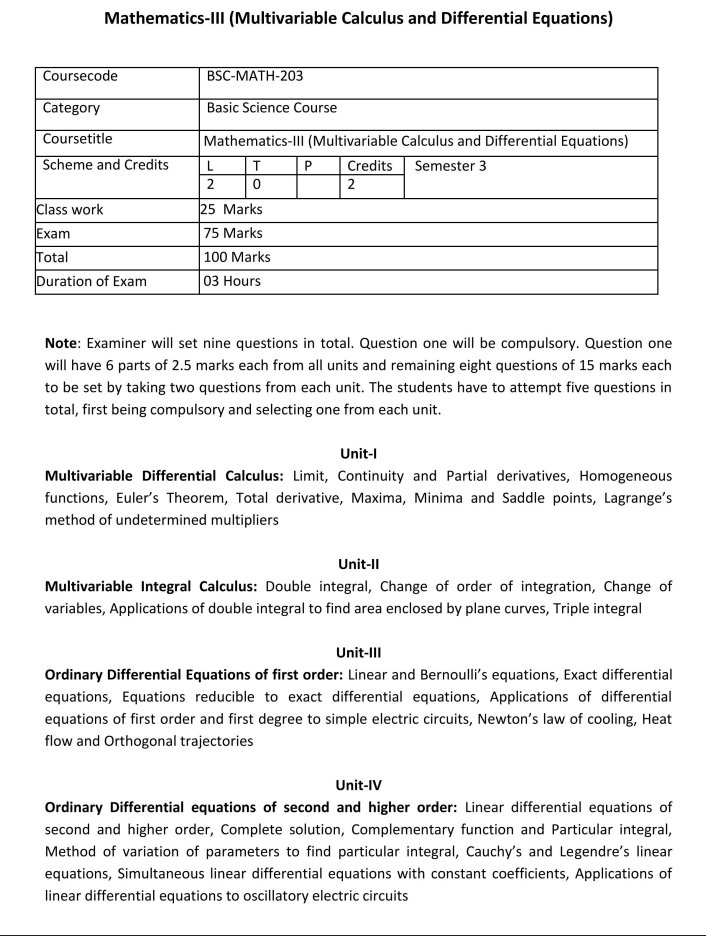 Mathematics-III (Multivariable Calculus and Differential Equations)
Coursecode BSC-MATH-203
Category Basic Science Course
Coursetitle Mathematics-III (Multivariable Calculus and Differential Equations)
Scheme and Credits L T P Credits Semester 3
2 0 2
Class work 25 Marks
Exam 75 Marks
Total 100 Marks
Duration of Exam 03 Hours
Note: Examiner will set nine questions in total. Question one will be compulsory. Question one
will have 6 parts of 2.5 marks each from all units and remaining eight questions of 15 marks each
to be set by taking two questions from each unit. The students have to attempt five questions in
total, first being compulsory and selecting one from each unit.
Unit-I
Multivariable Differential Calculus: Limit, Continuity and Partial derivatives, Homogeneous
functions, Euler’s Theorem, Total derivative, Maxima, Minima and Saddle points, Lagrange’s
method of undetermined multipliers
Unit-II
Multivariable Integral Calculus: Double integral, Change of order of integration, Change of
variables, Applications of double integral to find area enclosed by plane curves, Triple integral
Unit-III
Ordinary Differential Equations of first order: Linear and Bernoulli’s equations, Exact differential
equations, Equations reducible to exact differential equations, Applications of differential
equations of first order and first degree to simple electric circuits, Newton’s law of cooling, Heat
flow and Orthogonal trajectories
Unit-IV
Ordinary Differential equations of second and higher order: Linear differential equations of
second and higher order, Complete solution, Complementary function and Particular integral,
Method of variation of parameters to find particular integral, Cauchy’s and Legendre’s linear
equations, Simultaneous linear differential equations with constant coefficients, Applications of
linear differential equations to oscillatory electric circuits